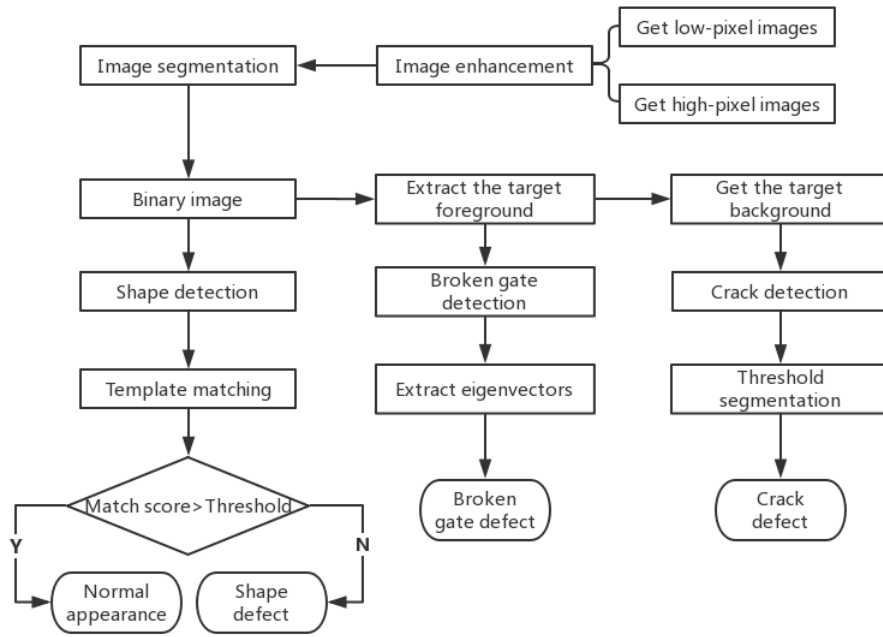 Get low-pixel images
Image segmentation
Image enhancement
Get high-pixel images
Binary image
Extract the target
foreground
Get the target
background
Shape detection
Broken gate
detection
Crack detection
Template matching
Extract eigenvectors
Threshold
segmentation
Match score>Threshold
Broken
gate defect
Crack
defect
Y
N
Normal
appearance
Shape
defect